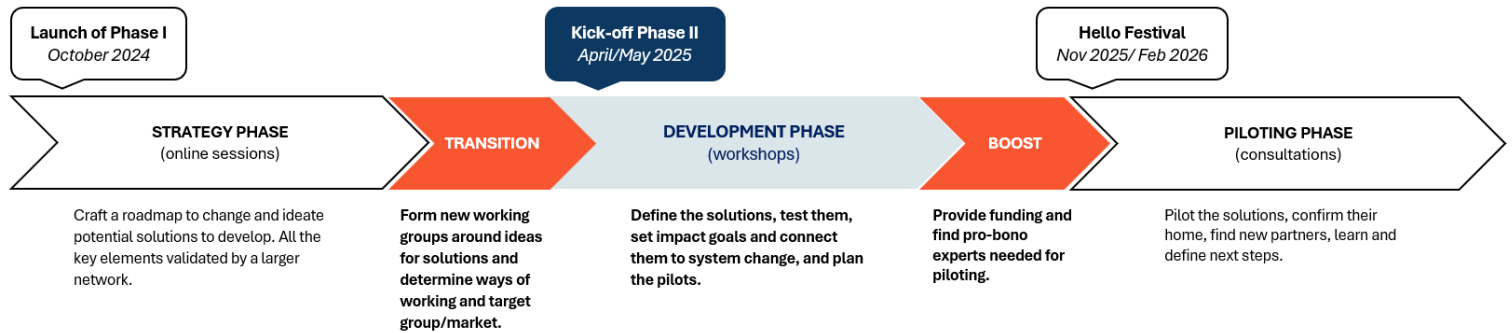 Launch of Phase I
October 2024
Kick-off Phase II
April/May 2025
Hello Festival
Nov 2025/ Feb 2026
STRATEGY PHASE
(online sessions)
TRANSITION
DEVELOPMENT PHASE
(workshops)
BOOST
PILOTING PHASE
(consultations)
Craft a roadmap to change and ideate
potential solutions to develop. All the
key elements validated by a larger
network.
Form new working
groups around ideas
for solutions and
determine ways of
working and target
group/market.
Define the solutions, test them,
set impact goals and connect
them to system change, and plan
the pilots.
Provide funding and
find pro-bono
experts needed for
piloting.
Pilot the solutions, confirm their
home, find new partners, learn and
define next steps.